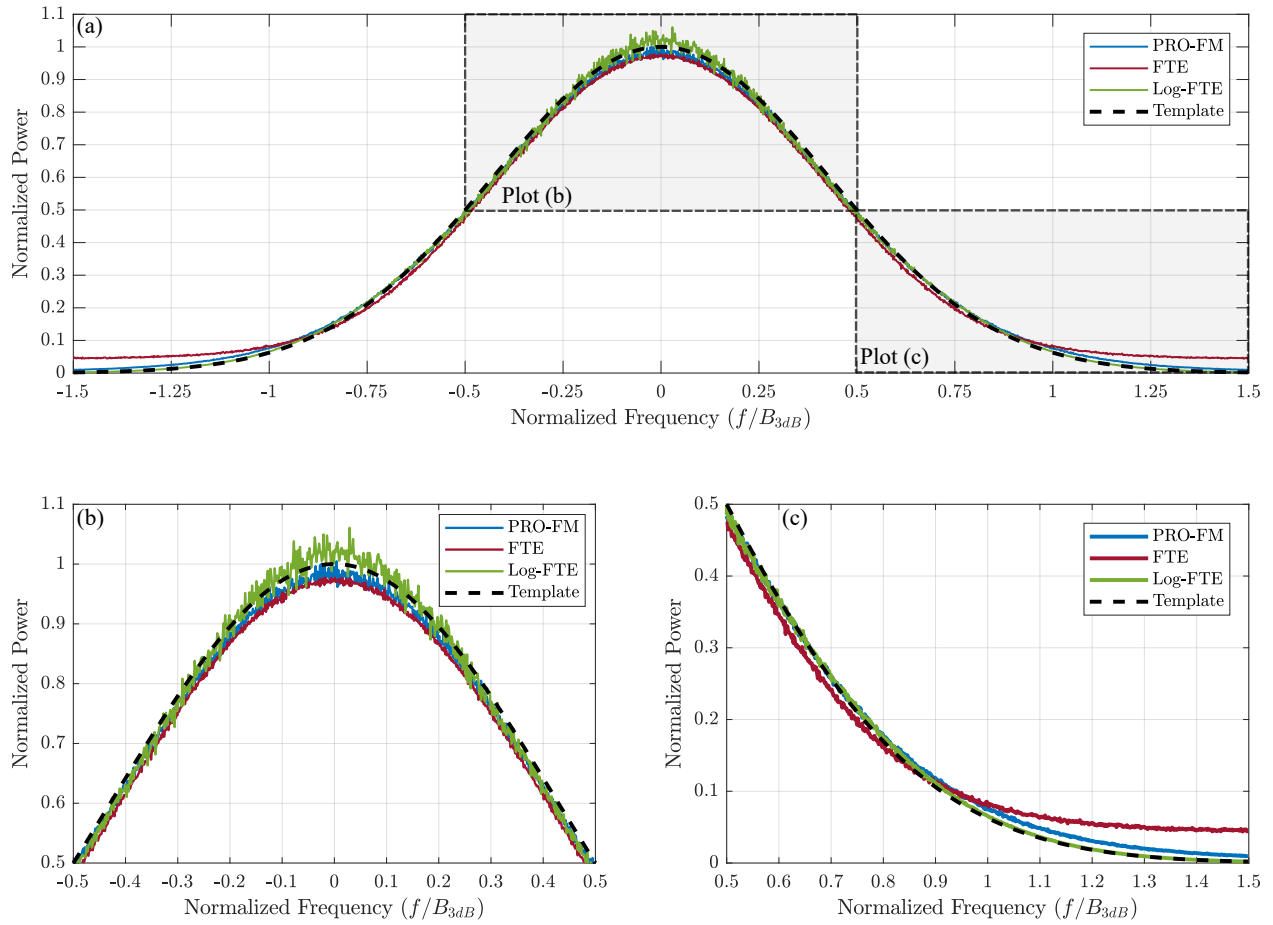 (a)
1.1
1
0.9
0.8
0.7
0.6
0.5
0.4
0.3
0.2
0.1
0
Normalized Power
PRO-FM
FTE
Log-FTE
Template
Plot (b)
Plot (c)
-1.5 -1.25 -1 -0.75 -0.5 -0.25 0 0.25 0.5 0.75 1 1.25 1.5
Normalized Frequency (f/B3dB)
(b)
1.1
1
0.9
0.8
0.7
0.6
0.5
Normalized Power
PRO-FM
FTE
Log-FTE
Template
-0.5 -0.4 -0.3 -0.2 -0.1 0 0.1 0.2 0.3 0.4 0.5
Normalized Frequency (f/B3dB)
(c)
0.5
0.4
0.3
0.2
0.1
0
Normalized Power
PRO-FM
FTE
Log-FTE
Template
0.5 0.6 0.7 0.8 0.9 1 1.1 1.2 1.3 1.4 1.5
Normalized Frequency (f/B3dB)